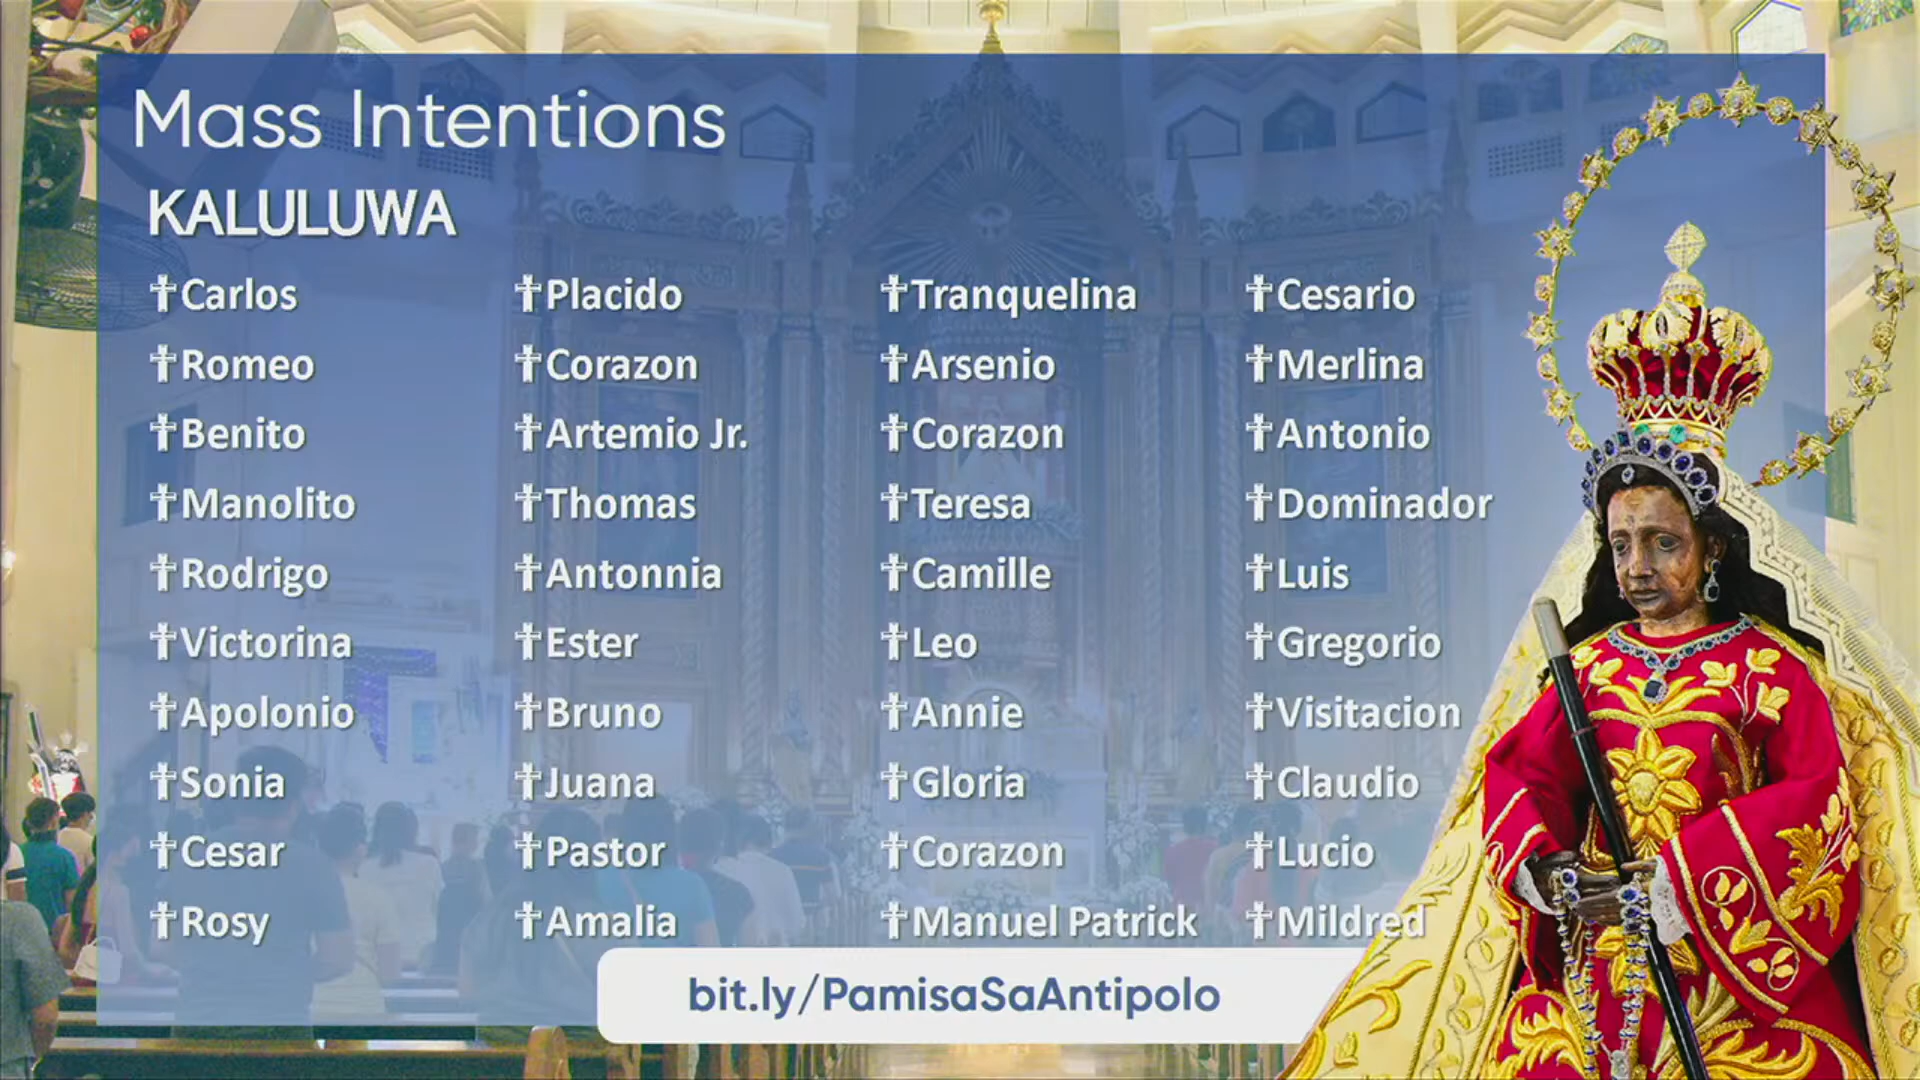 Mass Intentions
KALULUWA
✝Carlos ✝Placido ✝Tranquelina ✝Cesario
✝Romeo ✝Corazon ✝Arsenio ✝Merlina
✝Benito ✝Artemio Jr. ✝Corazon ✝Antonio
✝Manolito ✝Thomas ✝Teresa ✝Dominador
✝Rodrigo ✝Antonnia ✝Camille ✝Luis
✝Victorina ✝Ester ✝Leo ✝Gregorio
✝Apolonio ✝Bruno ✝Annie ✝Visitacion
✝Sonia ✝Juana ✝Gloria ✝Claudio
✝Cesar ✝Pastor ✝Corazon ✝Lucio
✝Rosy ✝Amalia ✝Manuel Patrick ✝Mildred
bit.ly/PamisaSaAntipolo